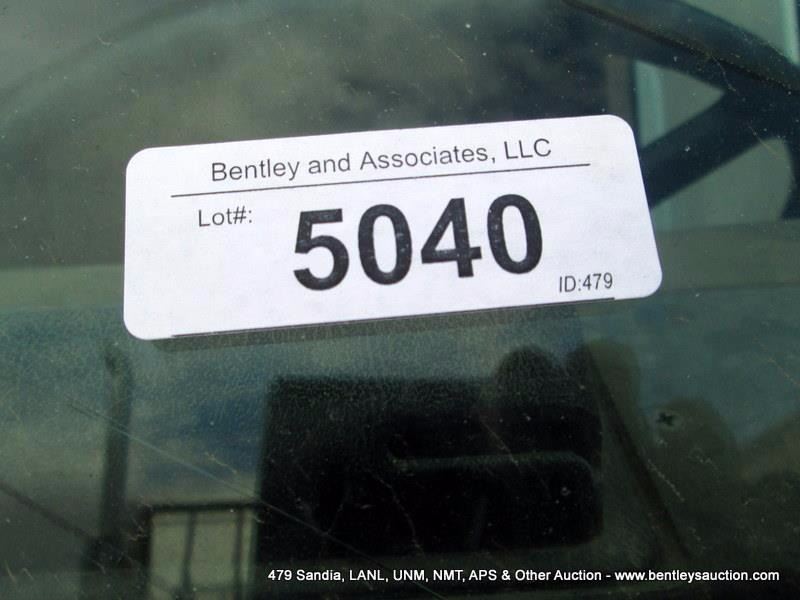 Bentley and Associates, LLC
Lot#: 5040
ID:479
479 Sandia, LANL, UNM, NMT, APS & Other Auction - www.bentleysauction.com